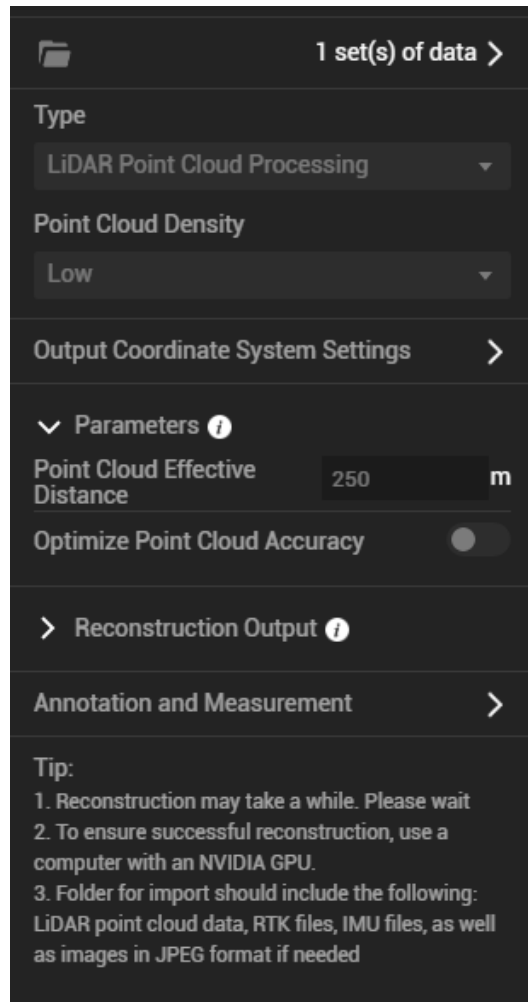 1 set(s) of data
Type
LiDAR Point Cloud Processing
Point Cloud Density
Low
Output Coordinate System Settings
Parameters
Point Cloud Effective
Distance
250 m
Optimize Point Cloud Accuracy
Reconstruction Output
Annotation and Measurement
Tip:
1. Reconstruction may take a while. Please wait
2. To ensure successful reconstruction, use a
computer with an NVIDIA GPU.
3. Folder for import should include the following:
LiDAR point cloud data, RTK files, IMU files, as well
as images in JPEG format if needed